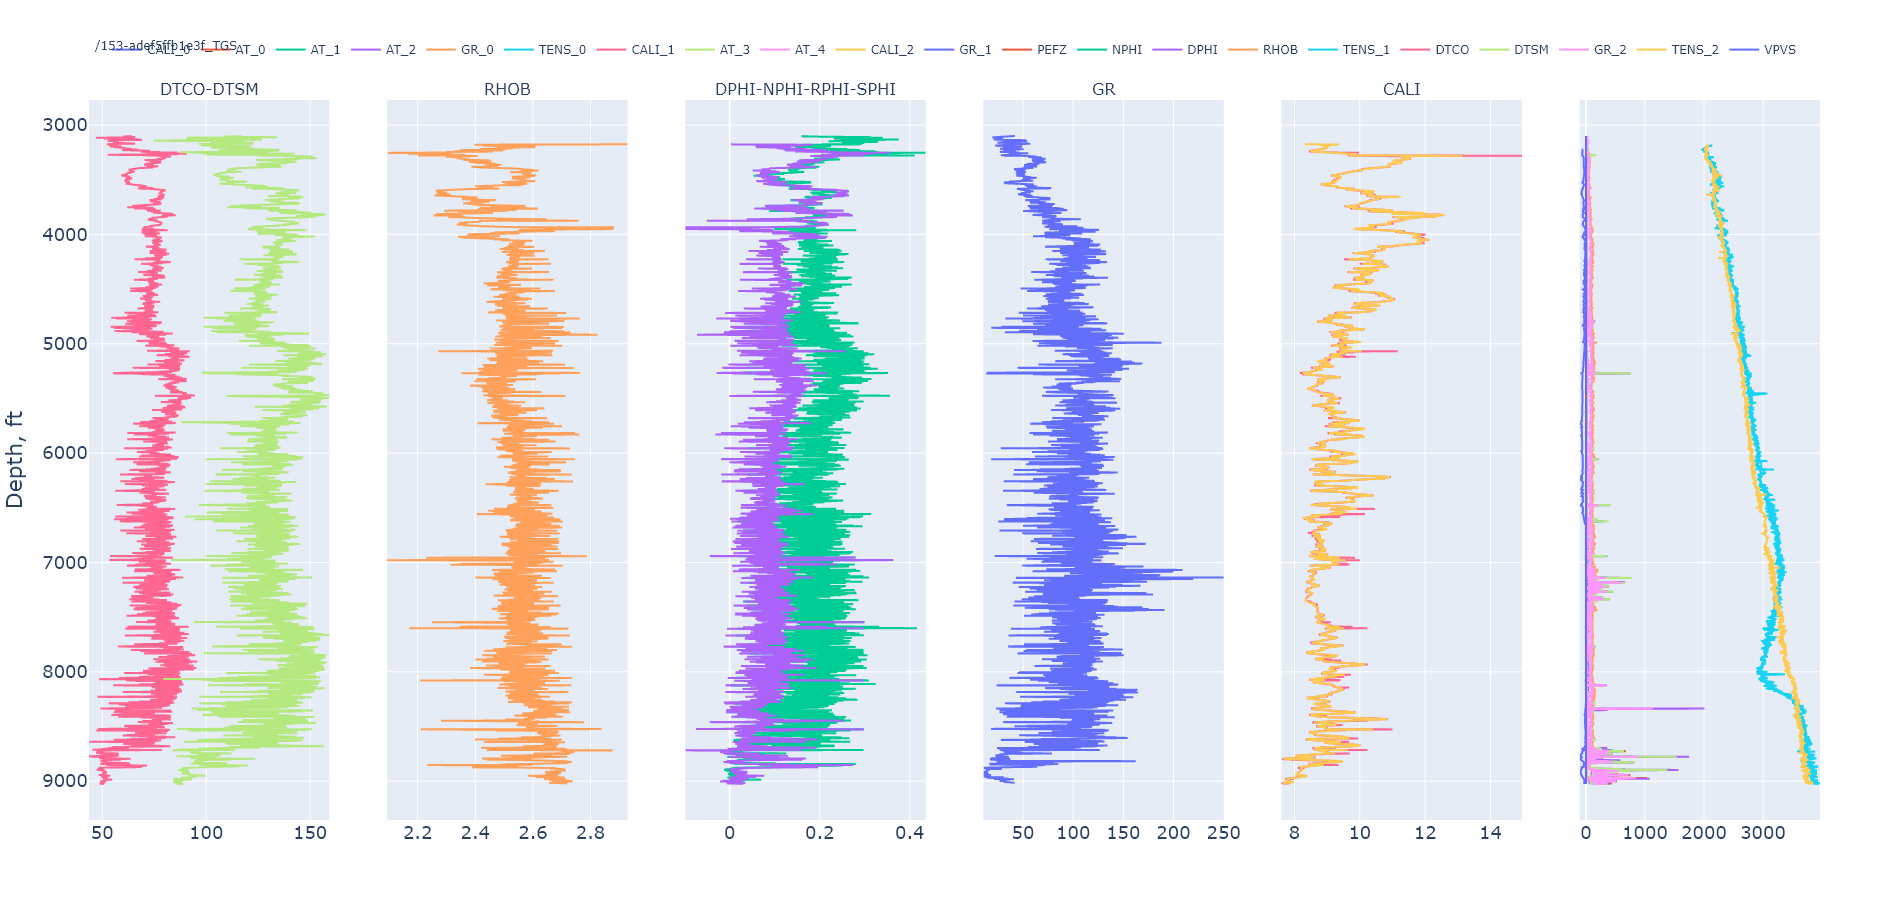 /153-adef5ffb1e3f_TGS
CALI_0 AT_0 AT_1 AT_2 GR_0 TENS_0 CALI_1 AT_3 AT_4 CALI_2 GR_1 PEFZ NPHI DPHI RHOB TENS_1 DTCO DTSM GR_2 TENS_2 VPVS
DTCO-DTSM RHOB DPHI-NPHI-RPHI-SPHI GR CALI
3000
4000
5000
6000
7000
8000
9000
Depth, ft
50 100 150 2.2 2.4 2.6 2.8 0 0.2 0.4 50 100 150 200 250 8 10 12 14 0 1000 2000 3000